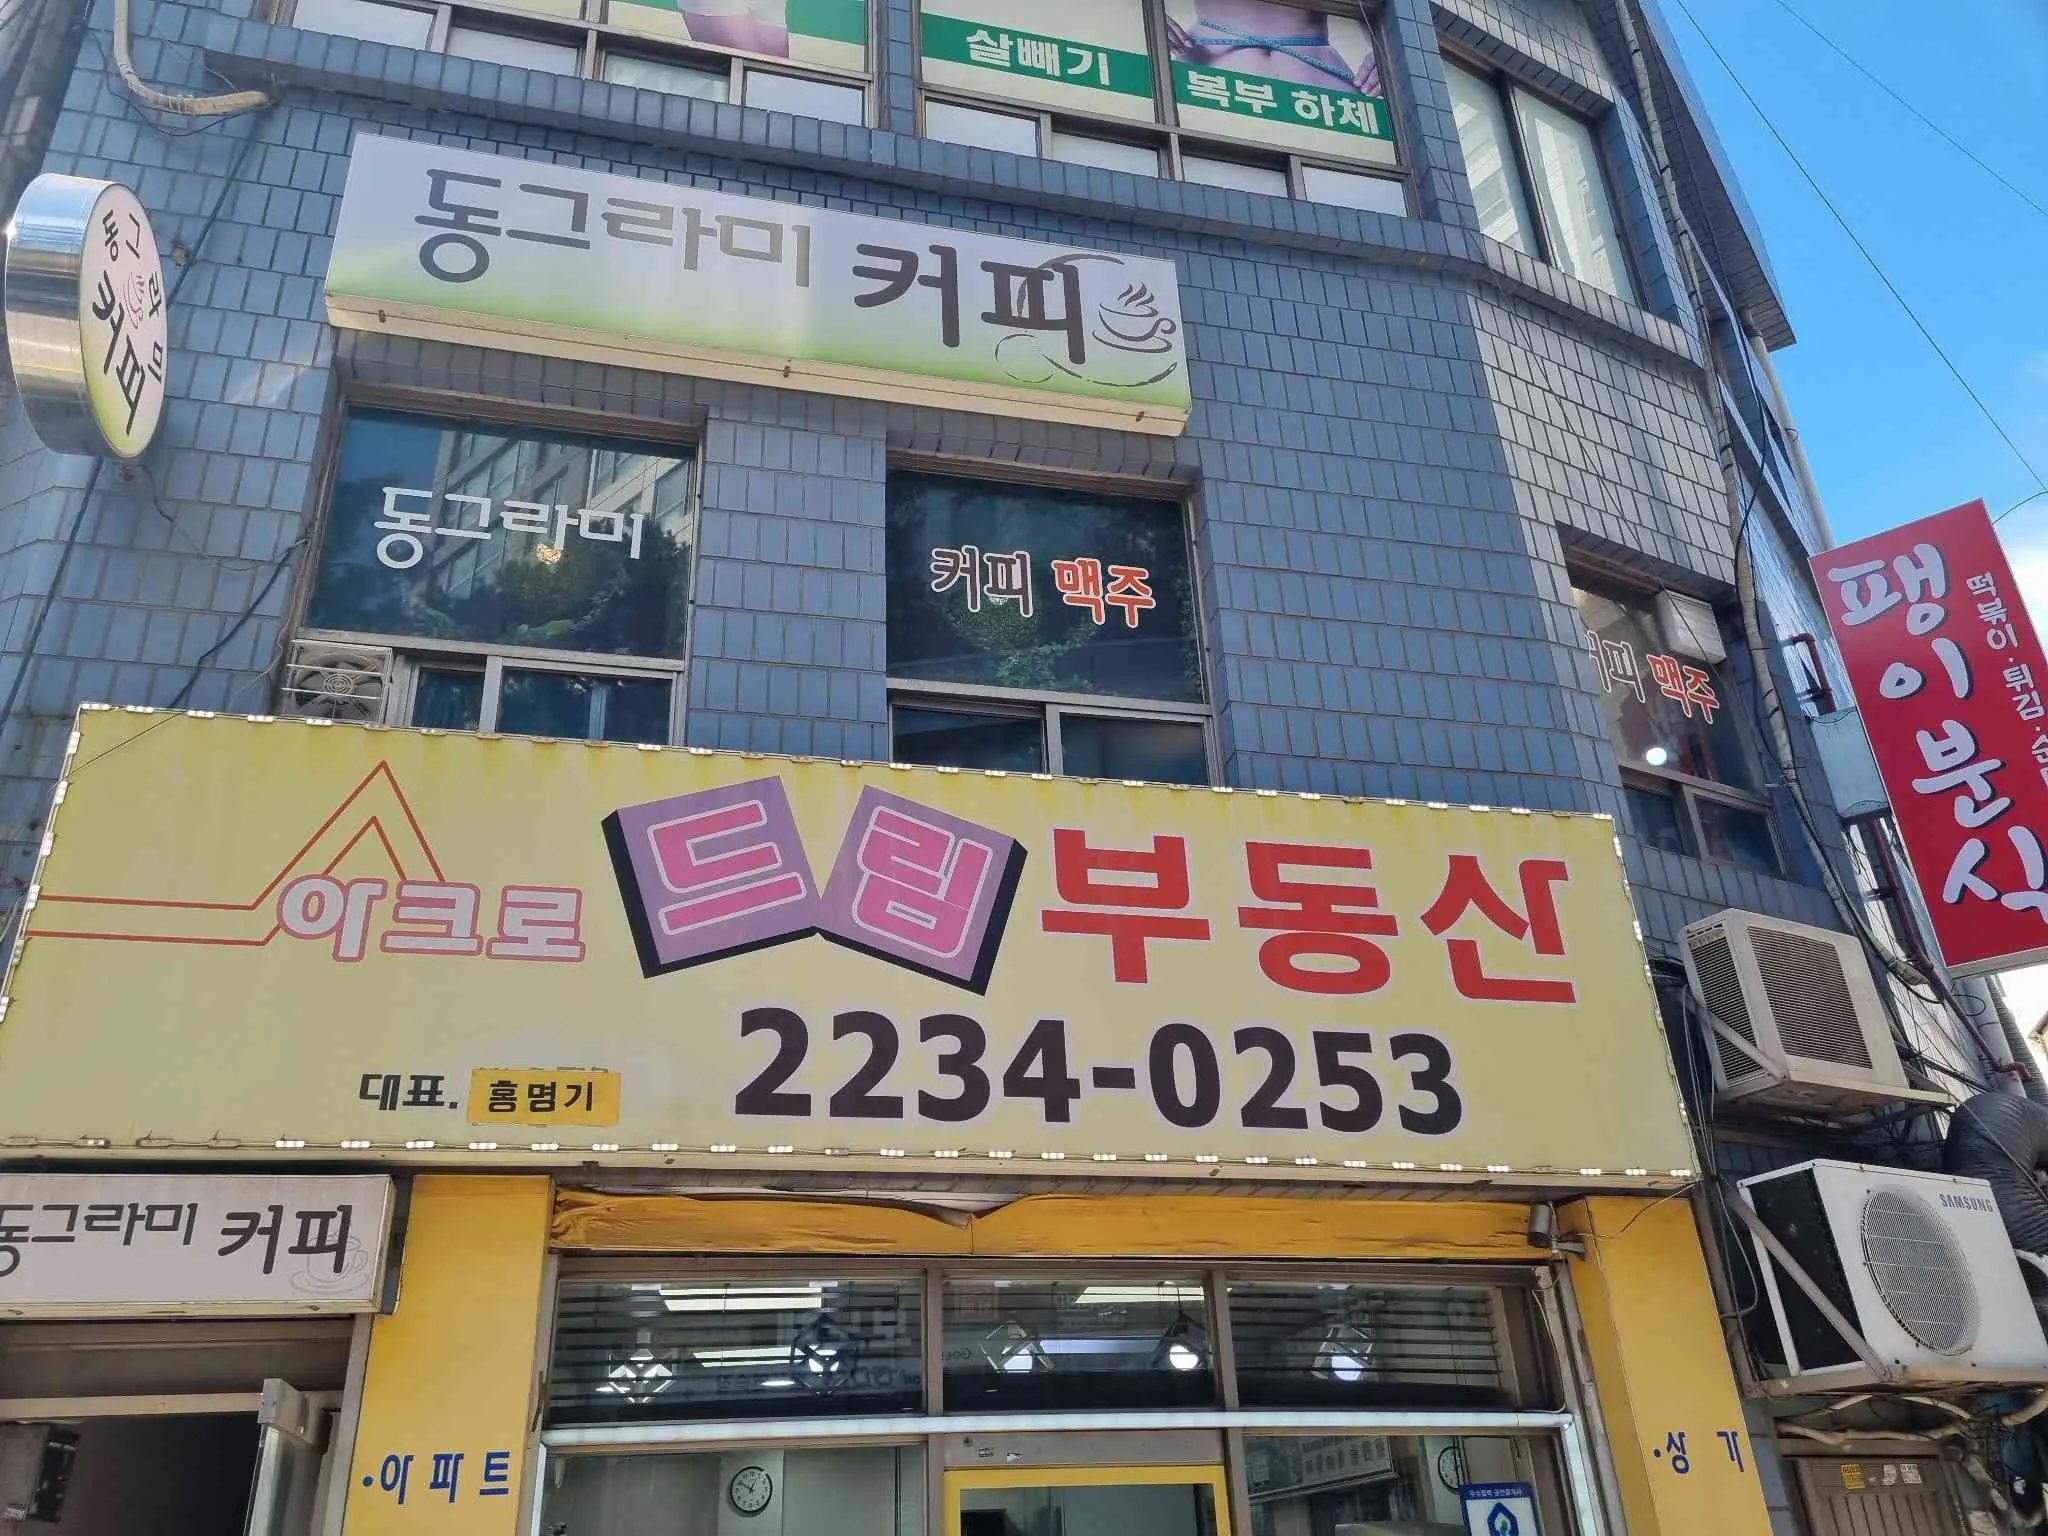 살빼기
복부 하체
동그라미 커피
동그라미
커피
동그라미
커피 맥주
커피 맥주
팽이분식
떡볶이·튀김·순
아크로 드림 부동산
2234-0253
대표. 홍명기
동그라미 커피
SAMSUNG
·아파트
·상가